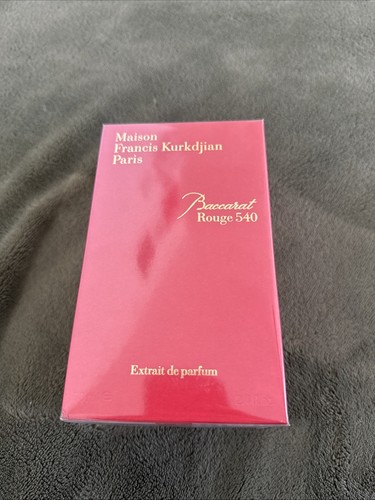 Maison
Francis Kurkdjian
Paris
Baccarat
Rouge 540
Extrait de parfum